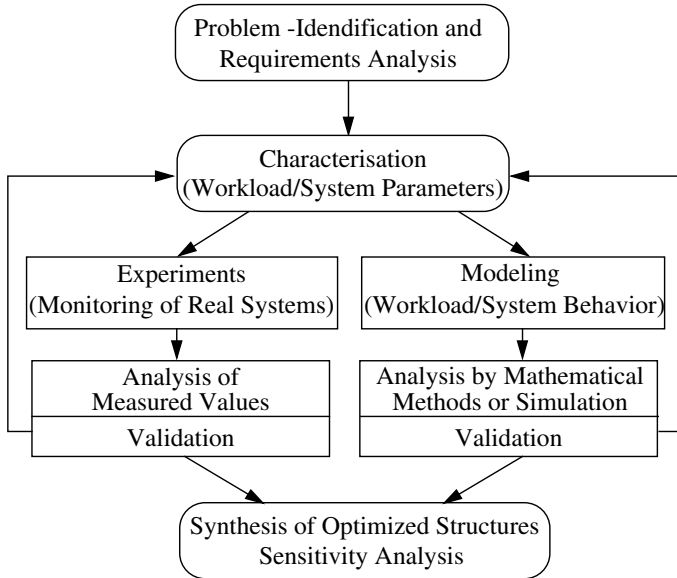 Problem -Idendification and
Requirements Analysis
Characterisation
(Workload/System Parameters)
Experiments
(Monitoring of Real Systems)
Modeling
(Workload/System Behavior)
Analysis of
Measured Values
Validation
Analysis by Mathematical
Methods or Simulation
Validation
Synthesis of Optimized Structures
Sensitivity Analysis